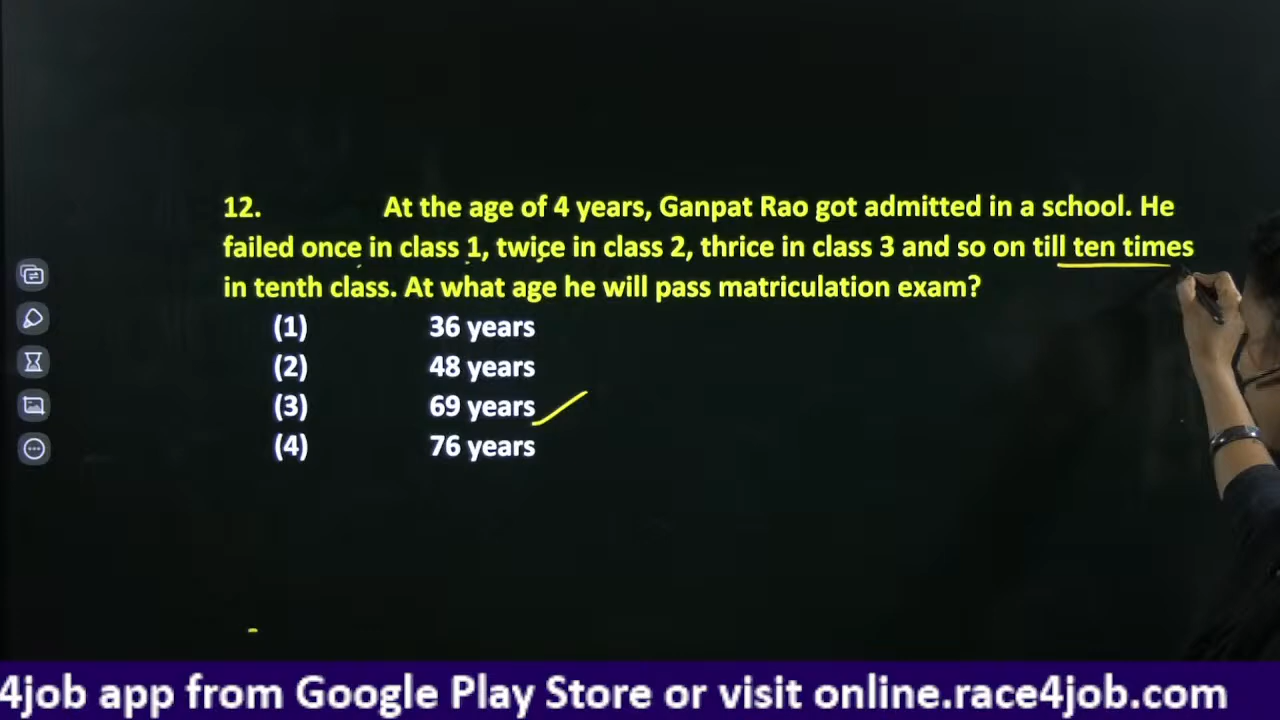 12. At the age of 4 years, Ganpat Rao got admitted in a school. He
failed once in class 1, twice in class 2, thrice in class 3 and so on till ten times
in tenth class. At what age he will pass matriculation exam?
(1) 36 years
(2) 48 years
(3) 69 years
(4) 76 years
4job app from Google Play Store or visit online.race4job.com